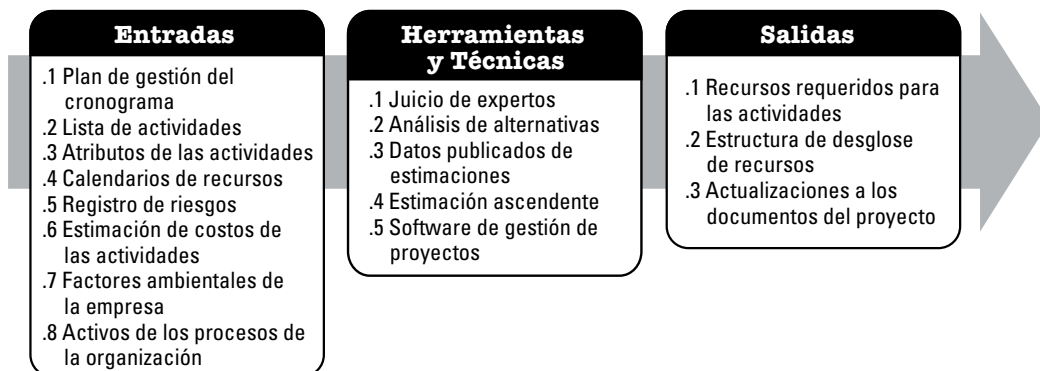 Entradas
.1 Plan de gestión del
cronograma
.2 Lista de actividades
.3 Atributos de las actividades
.4 Calendarios de recursos
.5 Registro de riesgos
.6 Estimación de costos de
las actividades
.7 Factores ambientales de
la empresa
.8 Activos de los procesos de
la organización
Herramientas
y Técnicas
.1 Juicio de expertos
.2 Análisis de alternativas
.3 Datos publicados de
estimaciones
.4 Estimación ascendente
.5 Software de gestión de
proyectos
Salidas
.1 Recursos requeridos para
las actividades
.2 Estructura de desglose
de recursos
.3 Actualizaciones a los
documentos del proyecto